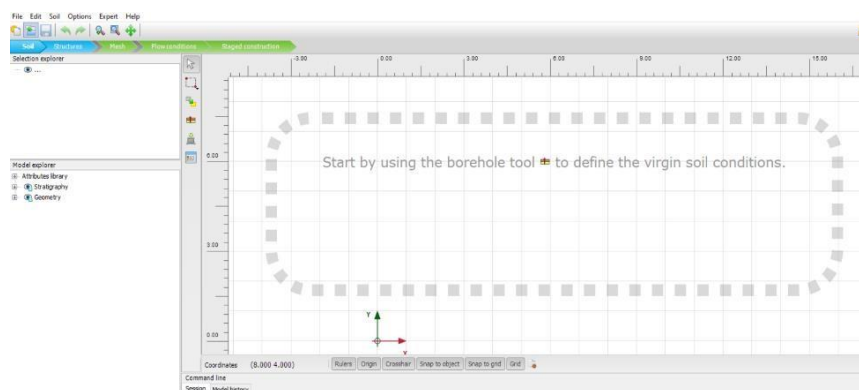 File Edit Soil Options Expert Help
Soil Structures Mesh Flow conditions Staged construction
Selection explorer
...
-3.00 0.00 3.00 6.00 9.00 12.00 15.00
6.00
Start by using the borehole tool to define the virgin soil conditions.
Model explorer
Attributes library
Stratigraphy
Geometry
3.00
Y
0.00
x
Coordinates (8.000 4.000) Rulers Origin Crosshair Snap to object Snap to grid Grid
Command line
Session Model history